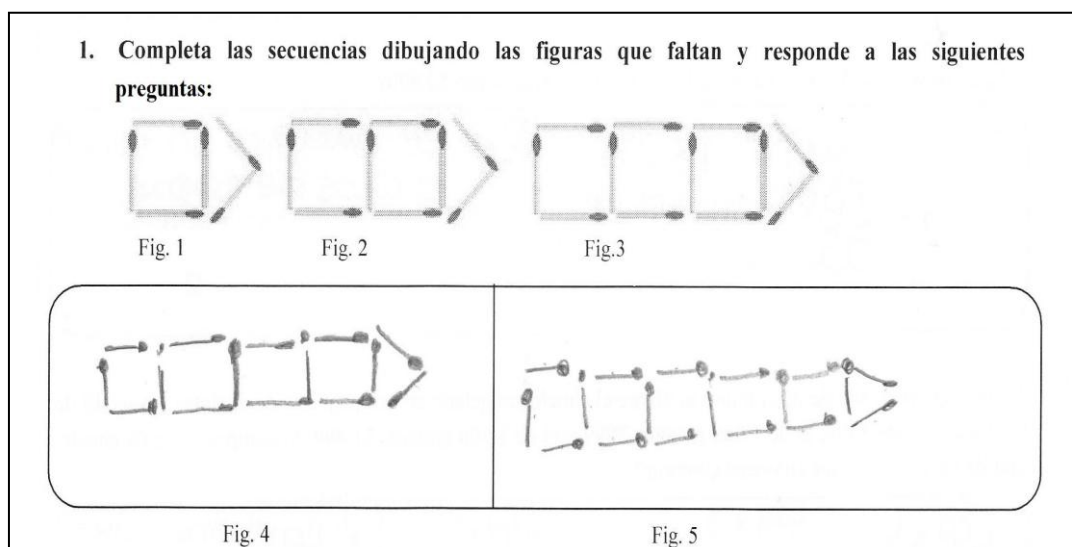 1. Completa las secuencias dibujando las figuras que faltan y responde a las siguientes
preguntas:
Fig. 1
Fig. 2
Fig.3
Fig. 4
Fig. 5